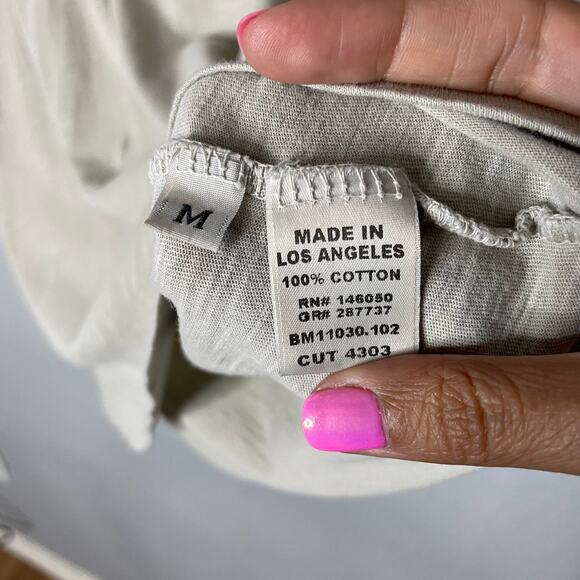 M
MADE IN
LOS ANGELES
100% COTTON
RN# 146050
GR# 287737
BM11030.102
CUT 4303